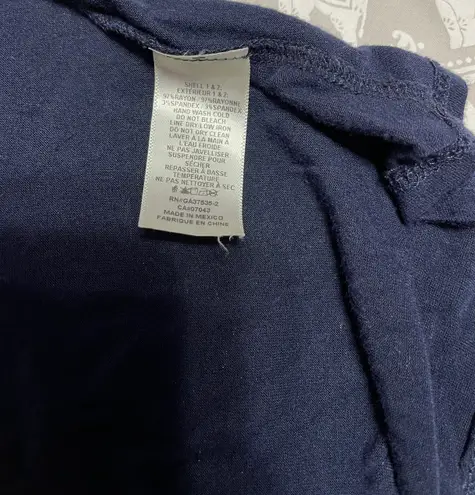 SHELL 1 & 2:
EXTÉRIEUR 1 & 2:
97%RAYON/97%RAYONNE
3%SPANDEX/3%SPANDEX
HAND WASH COLD
DO NOT BLEACH
LINE DRY/LOW IRON
DO NOT DRY CLEAN
LAVER À LA MAIN À
L'EAU FROIDE
NE PAS JAVELLISER
SUSPENDRE POUR
SÉCHER
REPASSER À BASSE
TEMPÉRATURE
NE PAS NETTOYER À SEC
RN#GA37535-2
CA#07043
MADE IN MEXICO
FABRIQUE EN CHINE